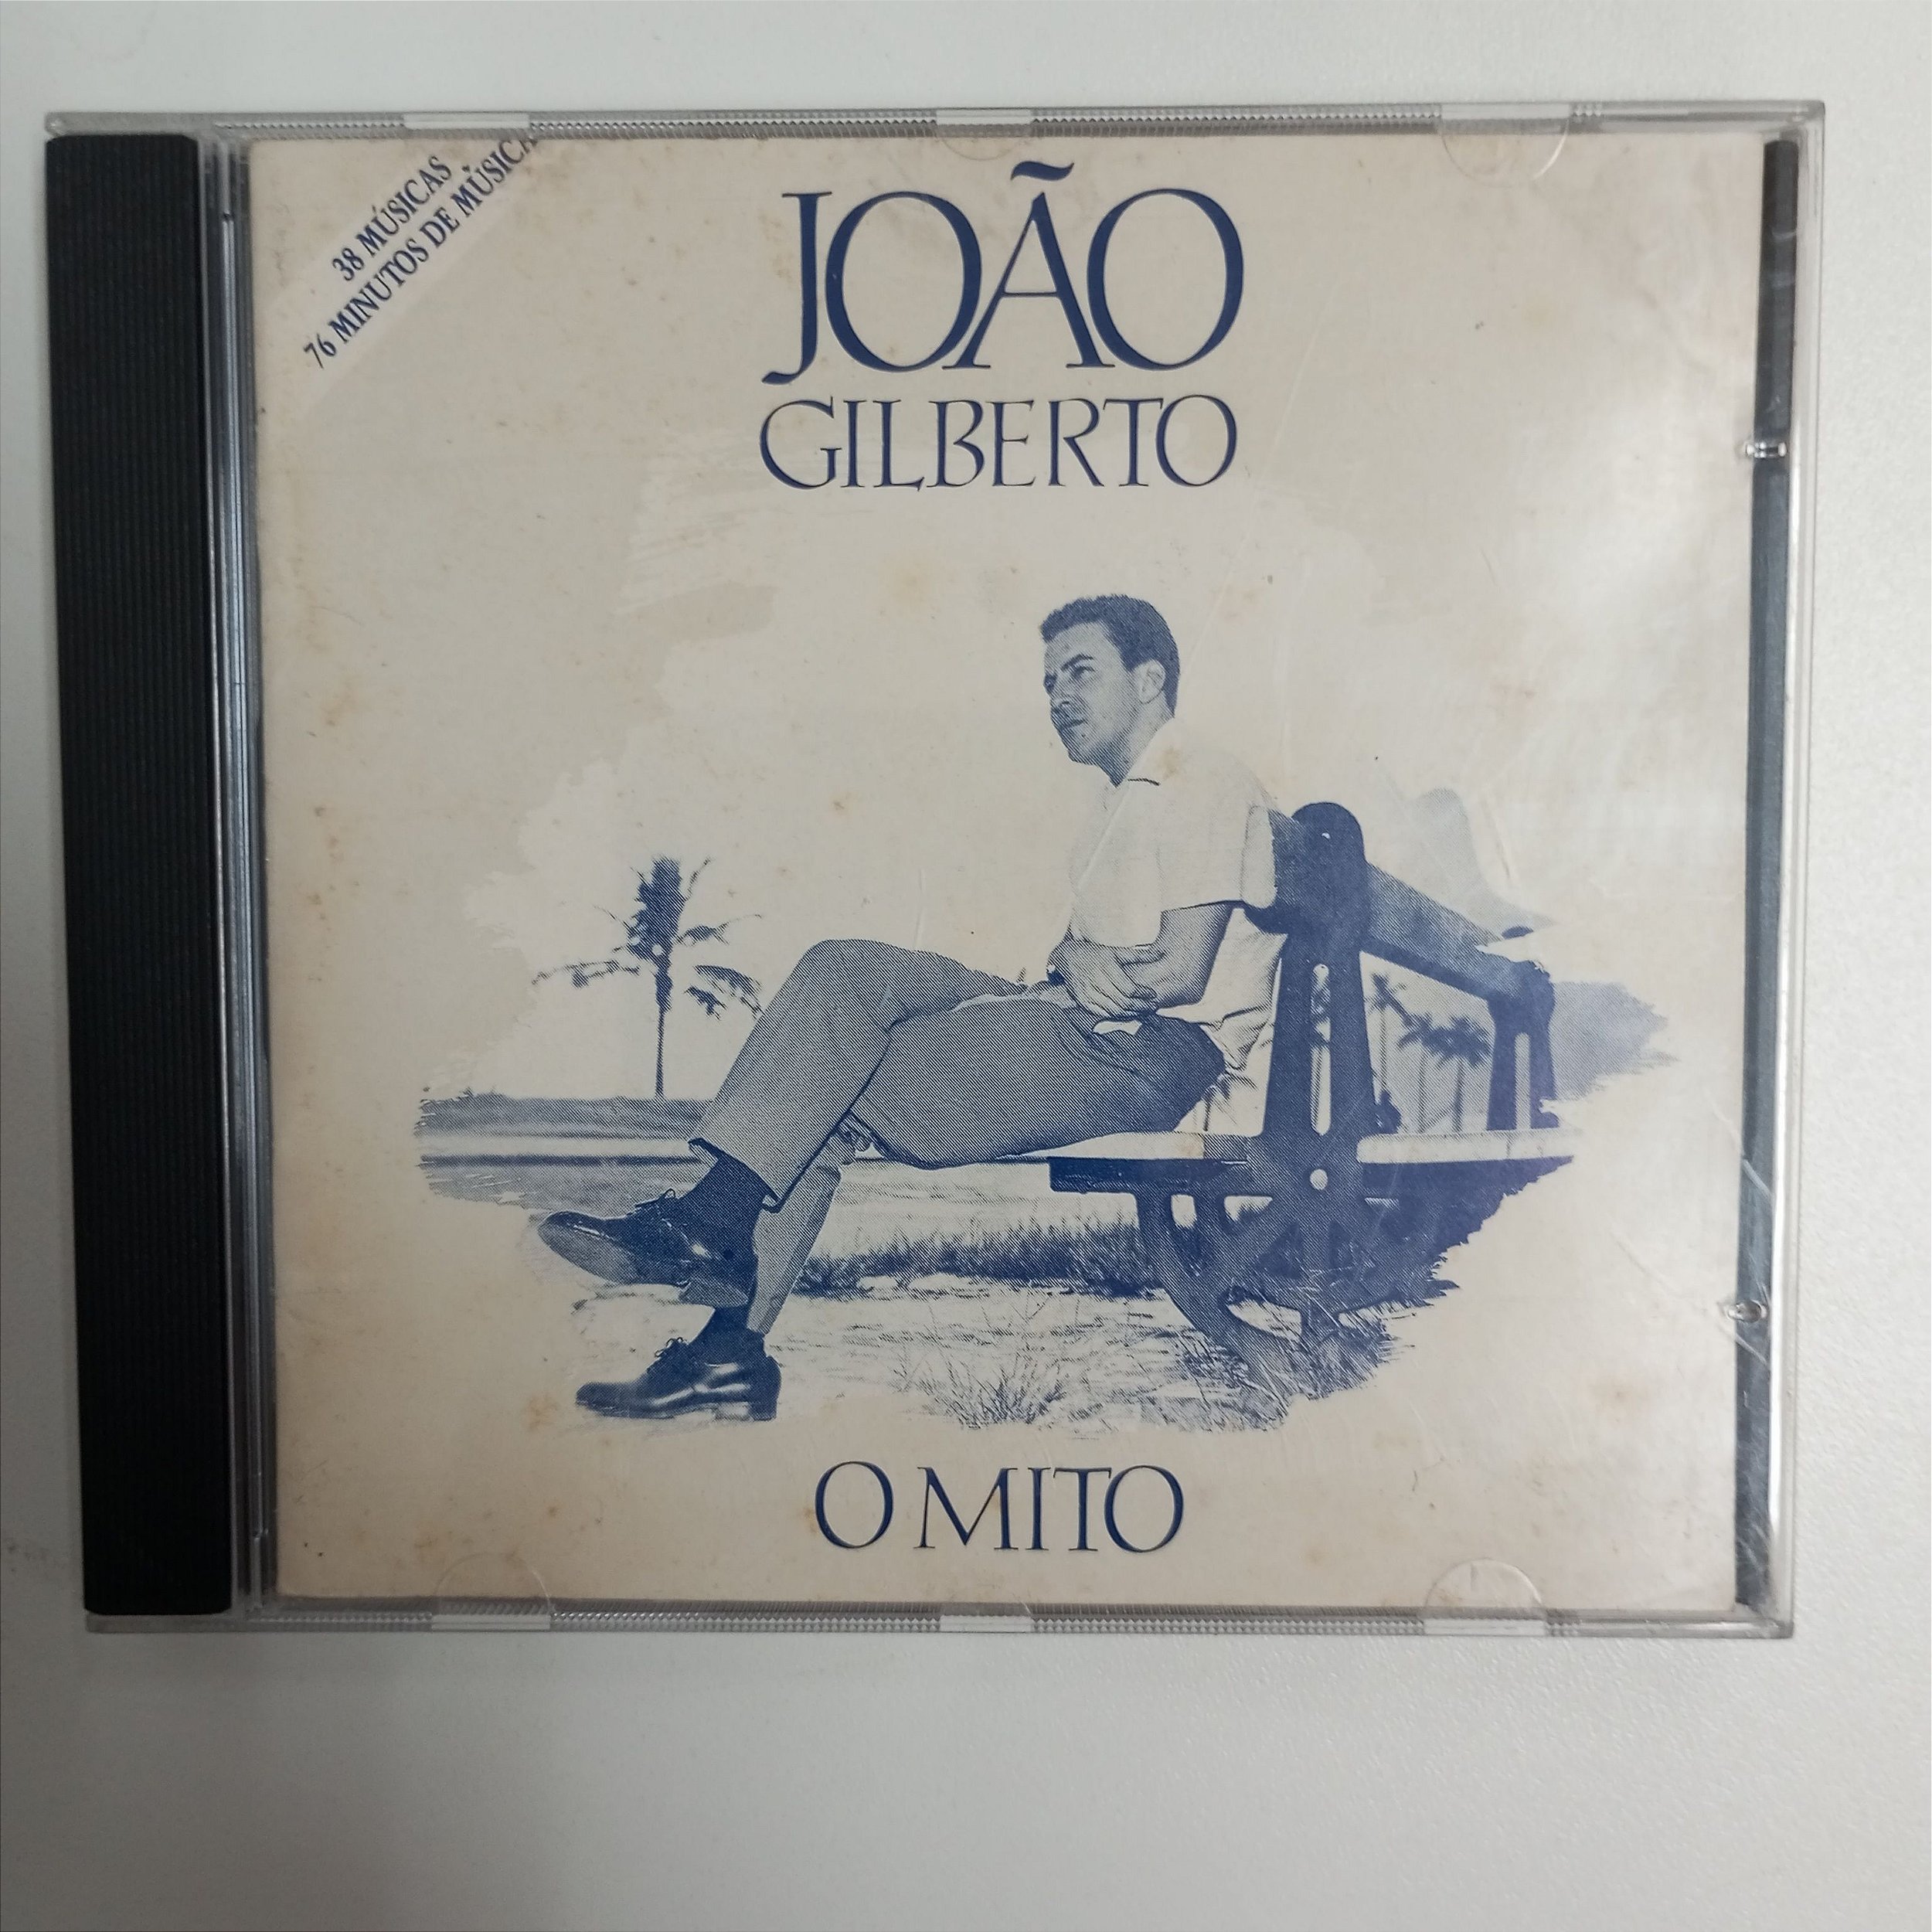 38 MÚSICAS
76 MINUTOS DE MÚSICA
JOÃO
GILBERTO
O MITO